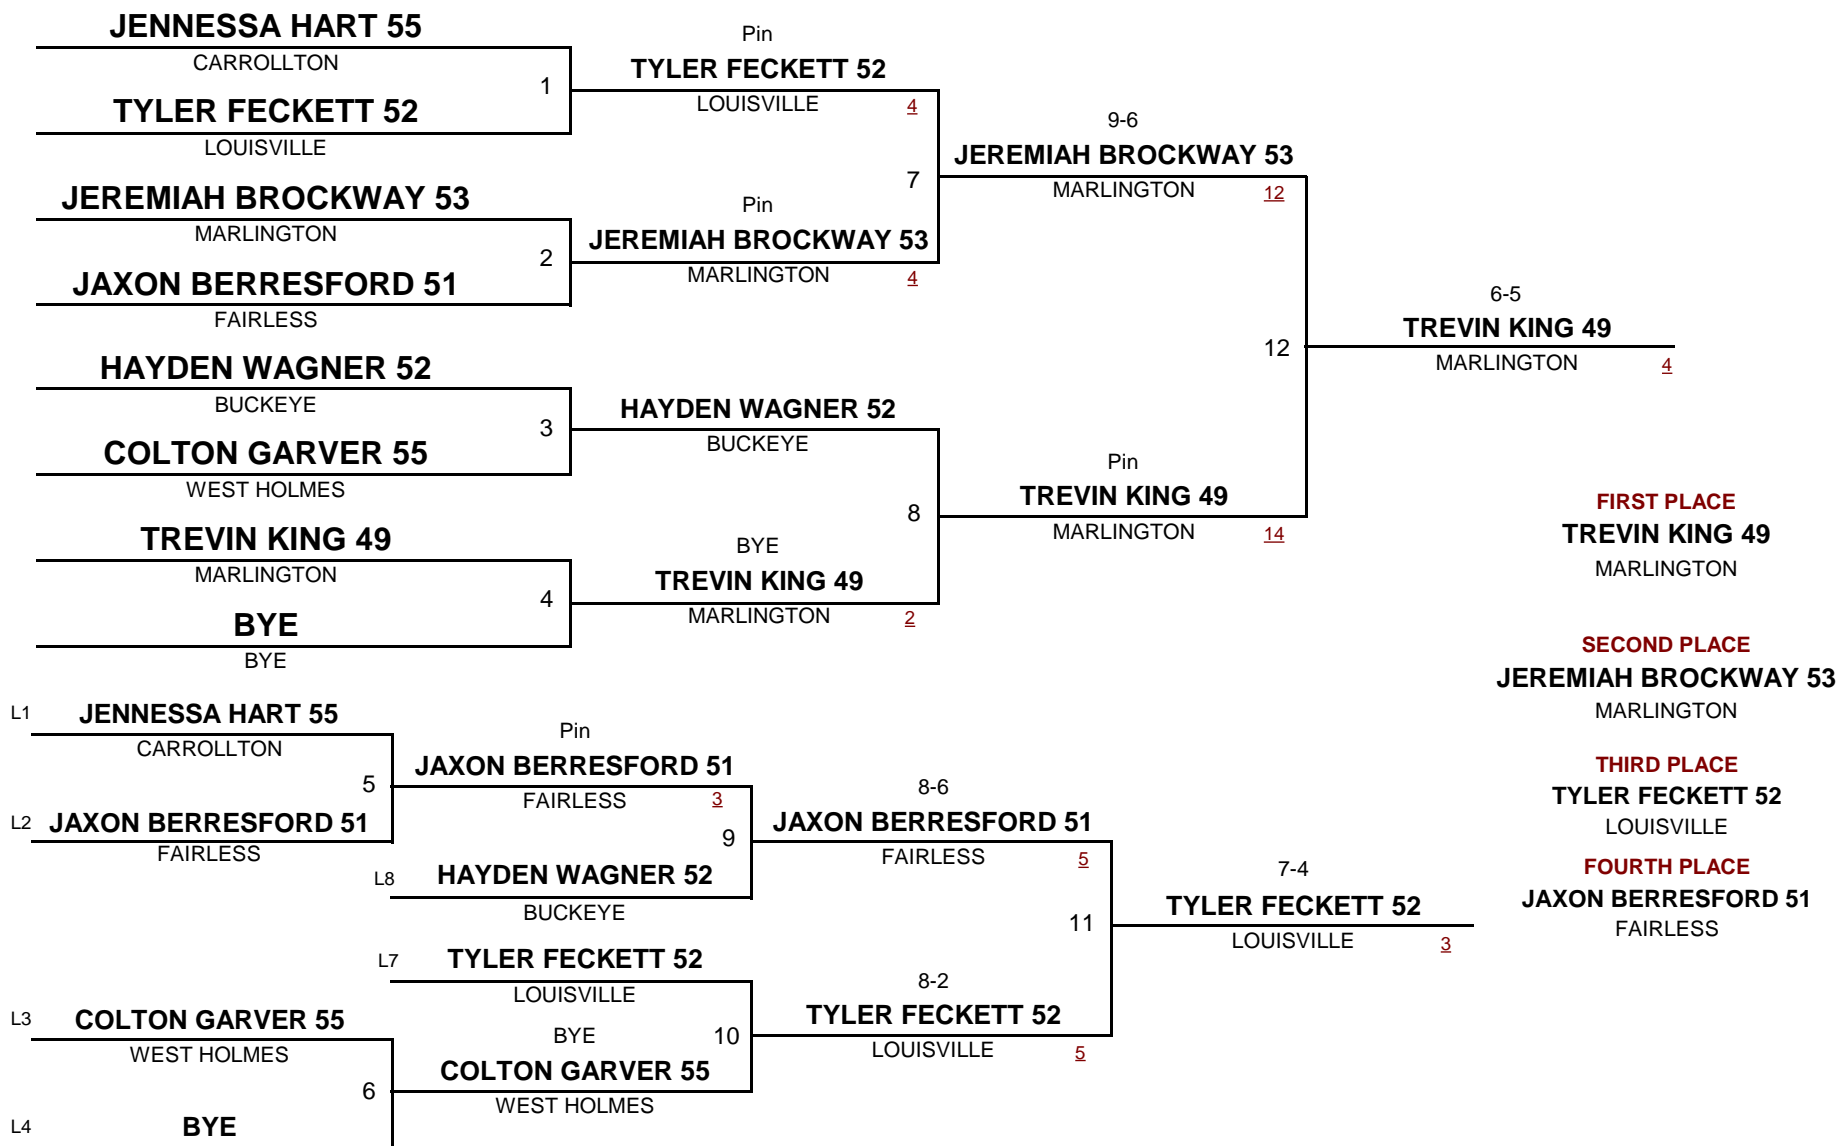 JENNESSA HART 55
CARROLLTON
1
TYLER FECKETT 52
LOUISVILLE
JEREMIAH BROCKWAY 53
MARLINGTON
2
JAXON BERRESFORD 51
FAIRLESS
HAYDEN WAGNER 52
BUCKEYE
3
COLTON GARVER 55
WEST HOLMES
TREVIN KING 49
MARLINGTON
4
BYE
BYE
Pin
TYLER FECKETT 52
LOUISVILLE 4
7
Pin
JEREMIAH BROCKWAY 53
MARLINGTON 4
HAYDEN WAGNER 52
BUCKEYE
8
BYE
TREVIN KING 49
MARLINGTON 2
9-6
JEREMIAH BROCKWAY 53
MARLINGTON 12
12
Pin
TREVIN KING 49
MARLINGTON 14
6-5
TREVIN KING 49
MARLINGTON 4
FIRST PLACE
TREVIN KING 49
MARLINGTON
SECOND PLACE
JEREMIAH BROCKWAY 53
MARLINGTON
THIRD PLACE
TYLER FECKETT 52
LOUISVILLE
FOURTH PLACE
JAXON BERRESFORD 51
FAIRLESS
L1 JENNESSA HART 55
CARROLLTON
5
L2 JAXON BERRESFORD 51
FAIRLESS
L3 COLTON GARVER 55
WEST HOLMES
6
L4 BYE
Pin
JAXON BERRESFORD 51
FAIRLESS 3
9
L8 HAYDEN WAGNER 52
BUCKEYE
L7 TYLER FECKETT 52
LOUISVILLE
BYE 10
COLTON GARVER 55
WEST HOLMES
8-6
JAXON BERRESFORD 51
FAIRLESS 5
11
8-2
TYLER FECKETT 52
LOUISVILLE 5
7-4
TYLER FECKETT 52
LOUISVILLE 3